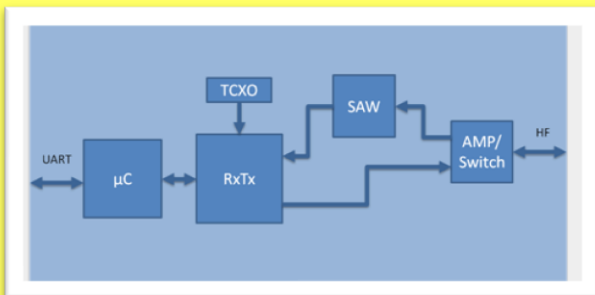 TCXO
SAW
UART
µC
RxTx
AMP/
Switch
HF